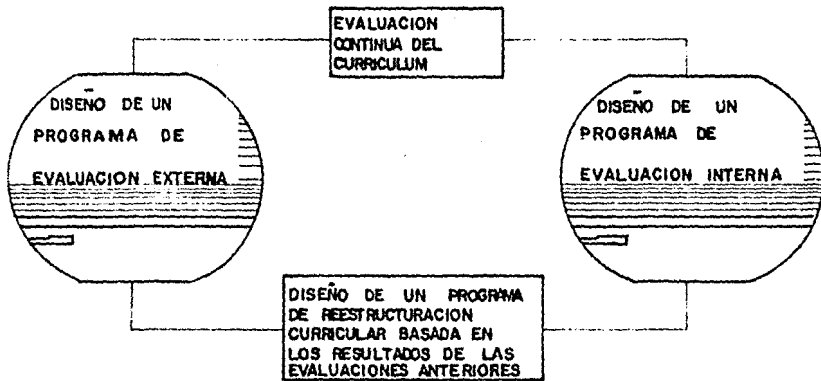 EVALUACION
CONTINUA DEL
CURRICULUM
DISEÑO DE UN
PROGRAMA DE
EVALUACION EXTERNA
DISEÑO DE UN
PROGRAMA DE
EVALUACION INTERNA
DISEÑO DE UN PROGRAMA
DE REESTRUCTURACION
CURRICULAR BASADA EN
LOS RESULTADOS DE LAS
EVALUACIONES ANTERIORES